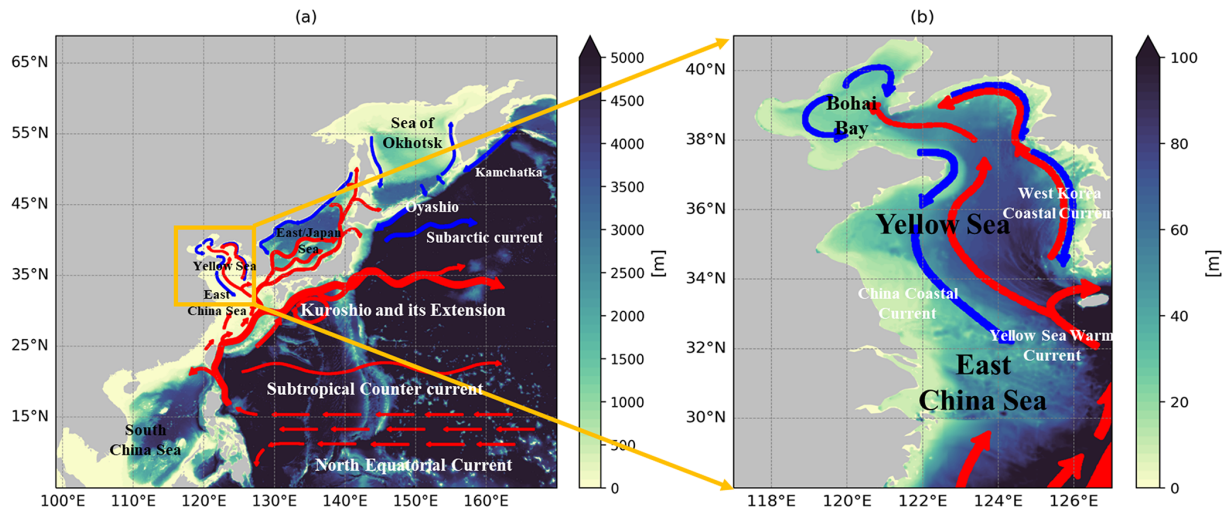 (a)
65°N
55°N
45°N
35°N
25°N
15°N
100°E
110°E
120°E
130°E
140°E
150°E
160°E
Sea of
Okhotsk
Kamchatka
Oyashio
Subarctic current
East/Japan
Sea
Yellow Sea
East
China Sea
Kuroshio and its Extension
Subtropical Counter current
South
China Sea
North Equatorial Current
5000
4500
4000
3500
3000
2500
2000
1500
1000
500
0
[m]
(b)
40°N
38°N
36°N
34°N
32°N
30°N
118°E
120°E
122°E
124°E
126°E
Bohai
Bay
West Korea
Coastal Current
Yellow Sea
China Coastal
Current
Yellow Sea Warm
Current
East
China Sea
100
80
60
40
20
0
[m]